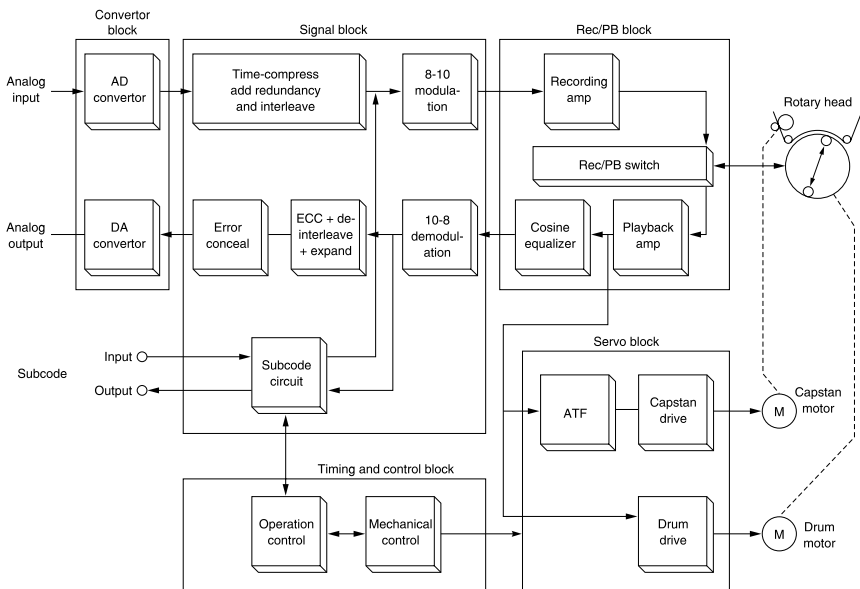 Convertor
block
Signal block
Rec/PB block
Analog
input
AD
convertor
Time-compress
add redundancy
and interleave
8-10
modula-
tion
Recording
amp
Rotary head
Rec/PB switch
Analog
output
DA
convertor
Error
conceal
ECC + de-
interleave
+ expand
10-8
demodul-
ation
Cosine
equalizer
Playback
amp
Subcode
Input
Output
Subcode
circuit
Servo block
ATF
Capstan
drive
M
Capstan
motor
Timing and control block
Operation
control
Mechanical
control
Drum
drive
M
Drum
motor